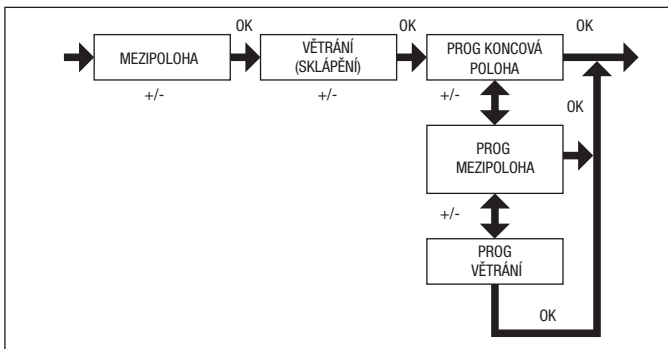 OK
OK
OK
MEZIPOLOHA
VĚTRÁNÍ
(SKLÁPĚNÍ)
PROG KONCOVÁ
POLOHA
+/-
+/-
+/-
OK
PROG
MEZIPOLOHA
+/-
PROG
VĚTRÁNÍ
OK